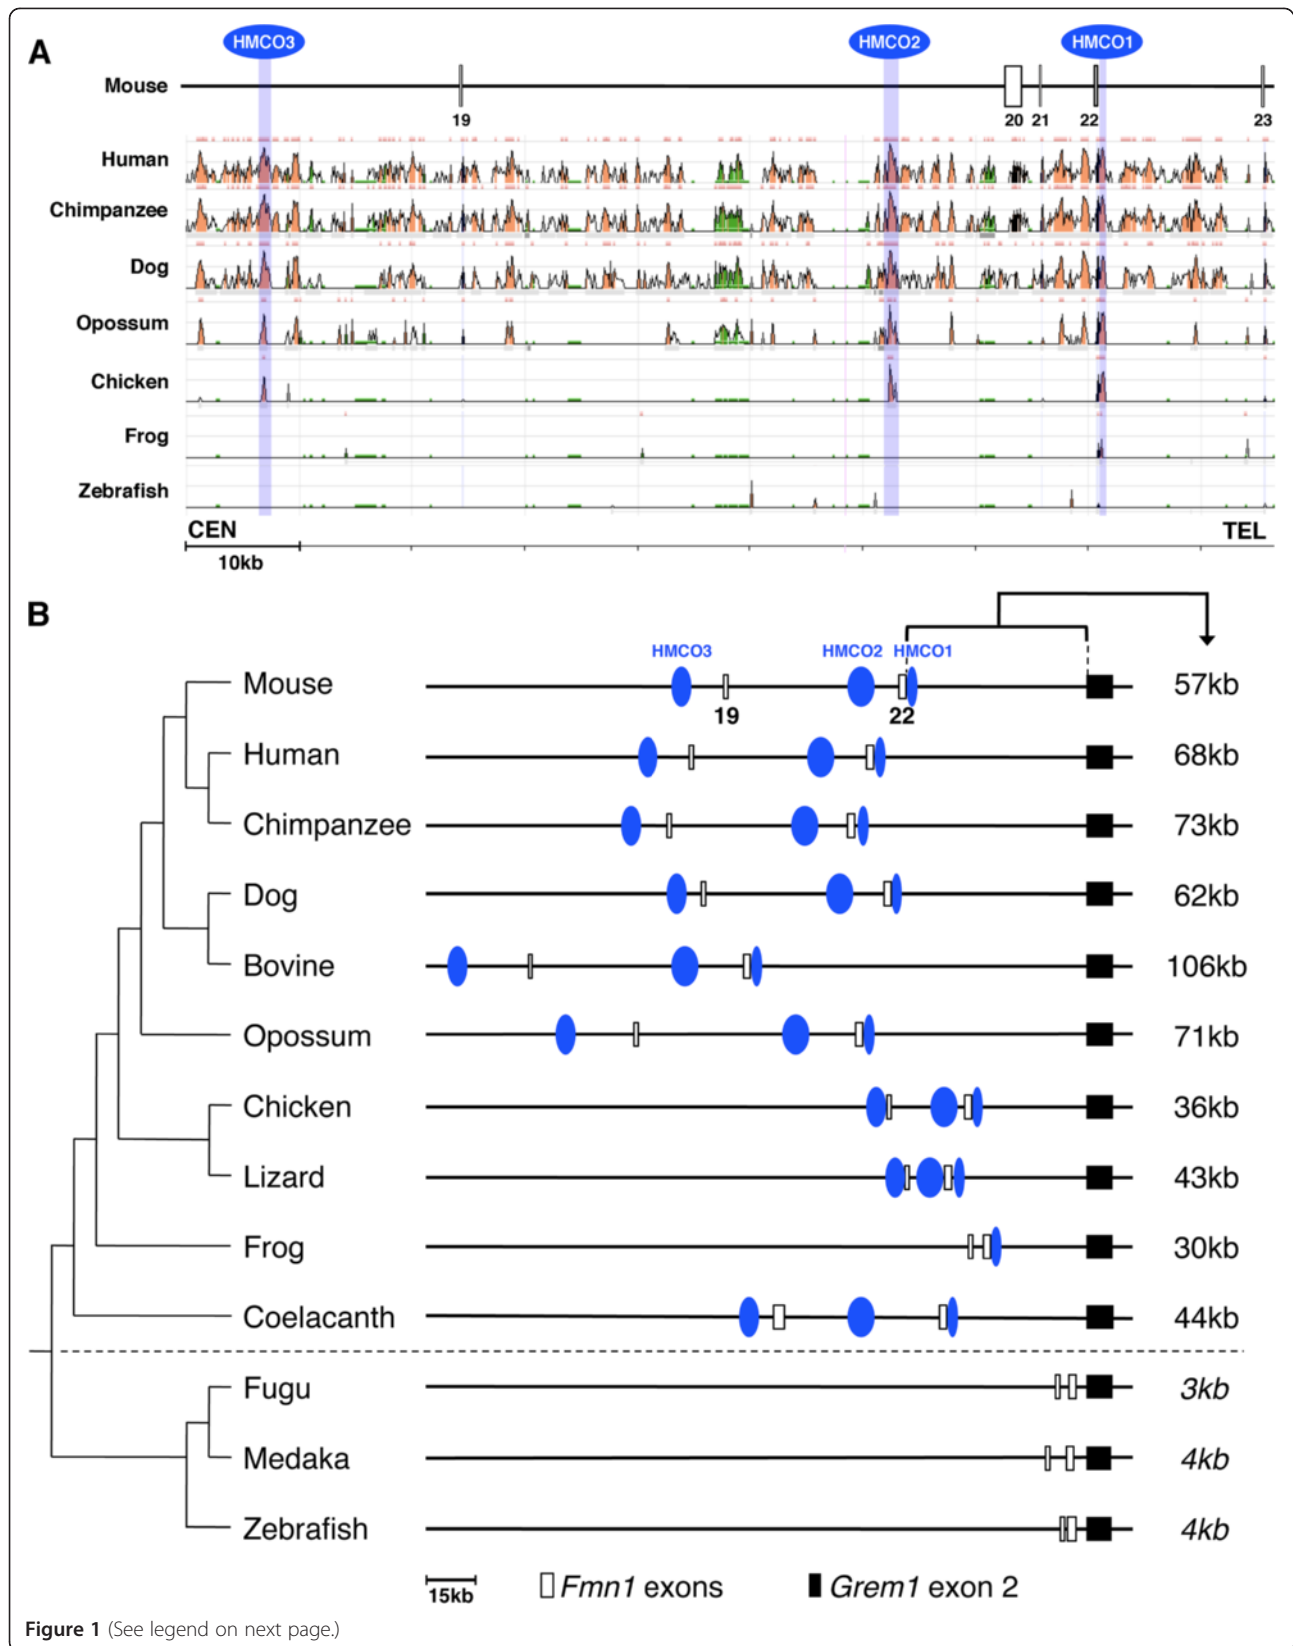 A
HMCO3 HMCO2 HMCO1
Mouse
19 20 21 22 23
Human
Chimpanzee
Dog
Opossum
Chicken
Frog
Zebrafish
CEN TEL
10kb
B
HMCO3 HMCO2 HMCO1
Mouse 57kb
19 22
Human 68kb
Chimpanzee 73kb
Dog 62kb
Bovine 106kb
Opossum 71kb
Chicken 36kb
Lizard 43kb
Frog 30kb
Coelacanth 44kb
Fugu 3kb
Medaka 4kb
Zebrafish 4kb
15kb Fmn1 exons Grem1 exon 2
Figure 1 (See legend on next page.)